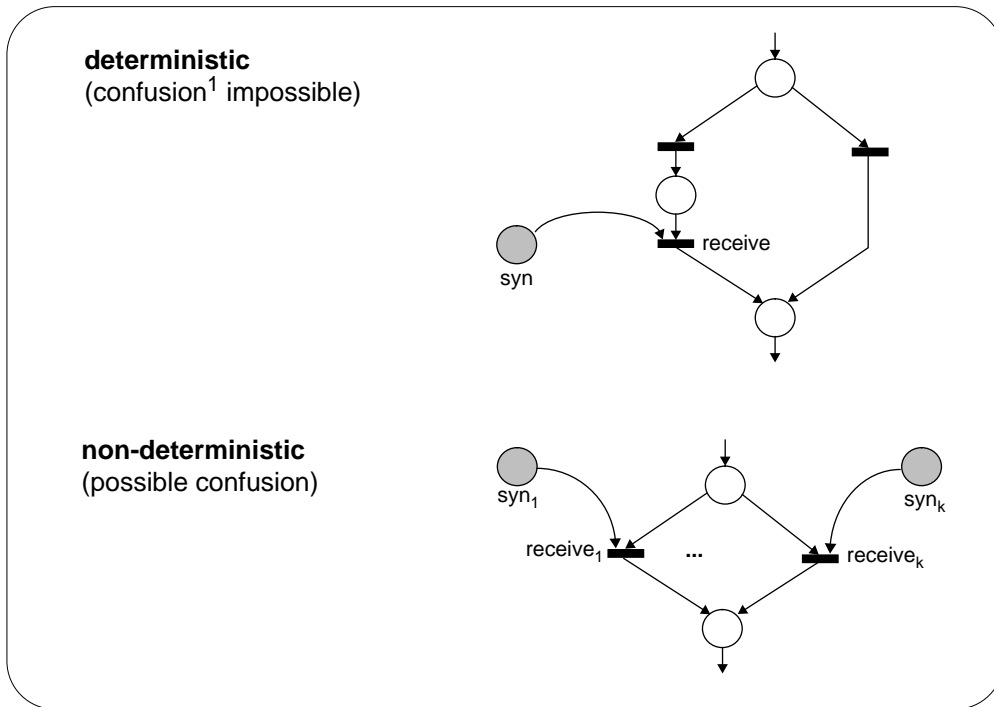 deterministic
(confusion¹ impossible)
receive
syn
non-deterministic
(possible confusion)
syn₁
synₖ
receive₁
...
receiveₖ